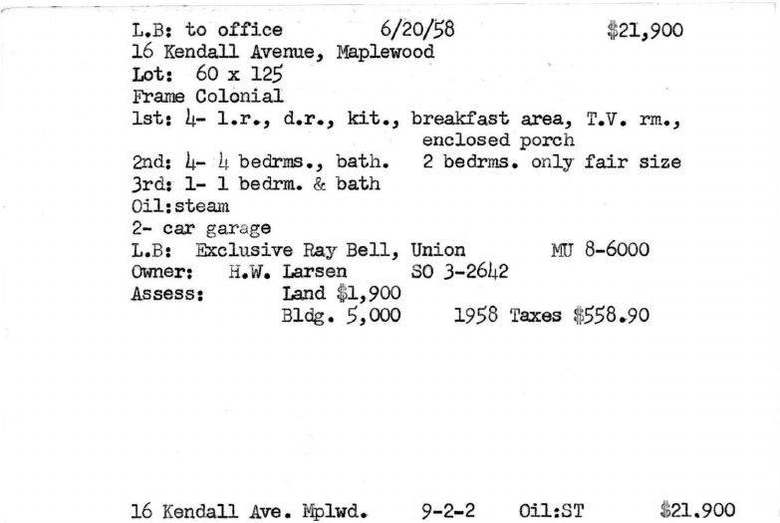 L.B: to office 6/20/58 $21,900
16 Kendall Avenue, Maplewood
Lot: 60 x 125
Frame Colonial
1st: 4- l.r., d.r., kit., breakfast area, T.V. rm.,
enclosed porch
2nd: 4- 4 bedrms., bath. 2 bedrms. only fair size
3rd: 1- 1 bedrm. & bath
Oil:steam
2- car garage
L.B: Exclusive Ray Bell, Union MU 8-6000
Owner: H.W. Larsen SO 3-2642
Assess: Land $1,900
Bldg. 5,000 1958 Taxes $558.90
16 Kendall Ave. Mplwd. 9-2-2 Oil:ST $21.900